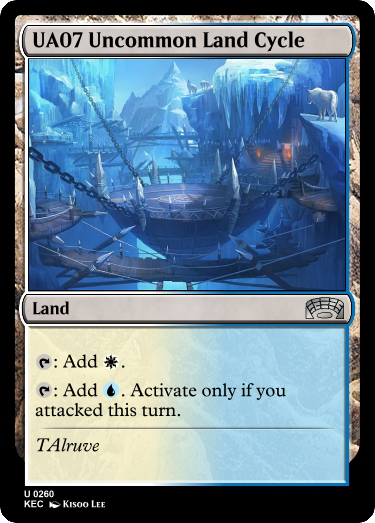 UA07 Uncommon Land Cycle
Land
: Add .
: Add . Activate only if you
attacked this turn.
TAlruve
U 0260
KEC Kisoo Lee